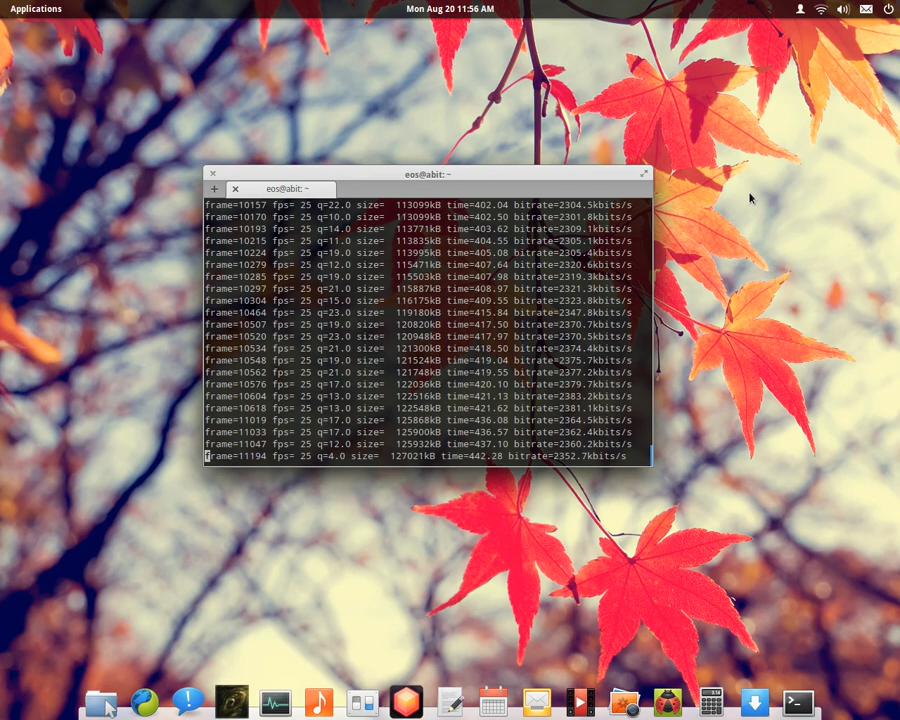 Applications
Mon Aug 20 11:56 AM
eos@abit: ~
eos@abit: ~
frame=10157 fps= 25 q=22.0 size=  113099kB time=402.04 bitrate=2304.5kbits/s
frame=10170 fps= 25 q=10.0 size=  113099kB time=402.50 bitrate=2301.8kbits/s
frame=10193 fps= 25 q=14.0 size=  113771kB time=403.62 bitrate=2309.1kbits/s
frame=10215 fps= 25 q=11.0 size=  113835kB time=404.55 bitrate=2305.1kbits/s
frame=10224 fps= 25 q=19.0 size=  113995kB time=405.08 bitrate=2305.4kbits/s
frame=10279 fps= 25 q=12.0 size=  115471kB time=407.64 bitrate=2320.6kbits/s
frame=10285 fps= 25 q=19.0 size=  115503kB time=407.98 bitrate=2319.3kbits/s
frame=10297 fps= 25 q=21.0 size=  115887kB time=408.97 bitrate=2321.3kbits/s
frame=10304 fps= 25 q=15.0 size=  116175kB time=409.55 bitrate=2323.8kbits/s
frame=10464 fps= 25 q=23.0 size=  119180kB time=415.84 bitrate=2347.8kbits/s
frame=10507 fps= 25 q=19.0 size=  120820kB time=417.50 bitrate=2370.7kbits/s
frame=10520 fps= 25 q=23.0 size=  120948kB time=417.97 bitrate=2370.5kbits/s
frame=10534 fps= 25 q=21.0 size=  121300kB time=418.50 bitrate=2374.4kbits/s
frame=10548 fps= 25 q=19.0 size=  121524kB time=419.04 bitrate=2375.7kbits/s
frame=10562 fps= 25 q=21.0 size=  121748kB time=419.55 bitrate=2377.2kbits/s
frame=10576 fps= 25 q=17.0 size=  122036kB time=420.10 bitrate=2379.7kbits/s
frame=10604 fps= 25 q=13.0 size=  122516kB time=421.13 bitrate=2383.2kbits/s
frame=10618 fps= 25 q=13.0 size=  122548kB time=421.62 bitrate=2381.1kbits/s
frame=11019 fps= 25 q=17.0 size=  125868kB time=436.08 bitrate=2364.5kbits/s
frame=11033 fps= 25 q=17.0 size=  125900kB time=436.57 bitrate=2362.4kbits/s
frame=11047 fps= 25 q=12.0 size=  125932kB time=437.10 bitrate=2360.2kbits/s
frame=11194 fps= 25 q=4.0 size=  127021kB time=442.28 bitrate=2352.7kbits/s